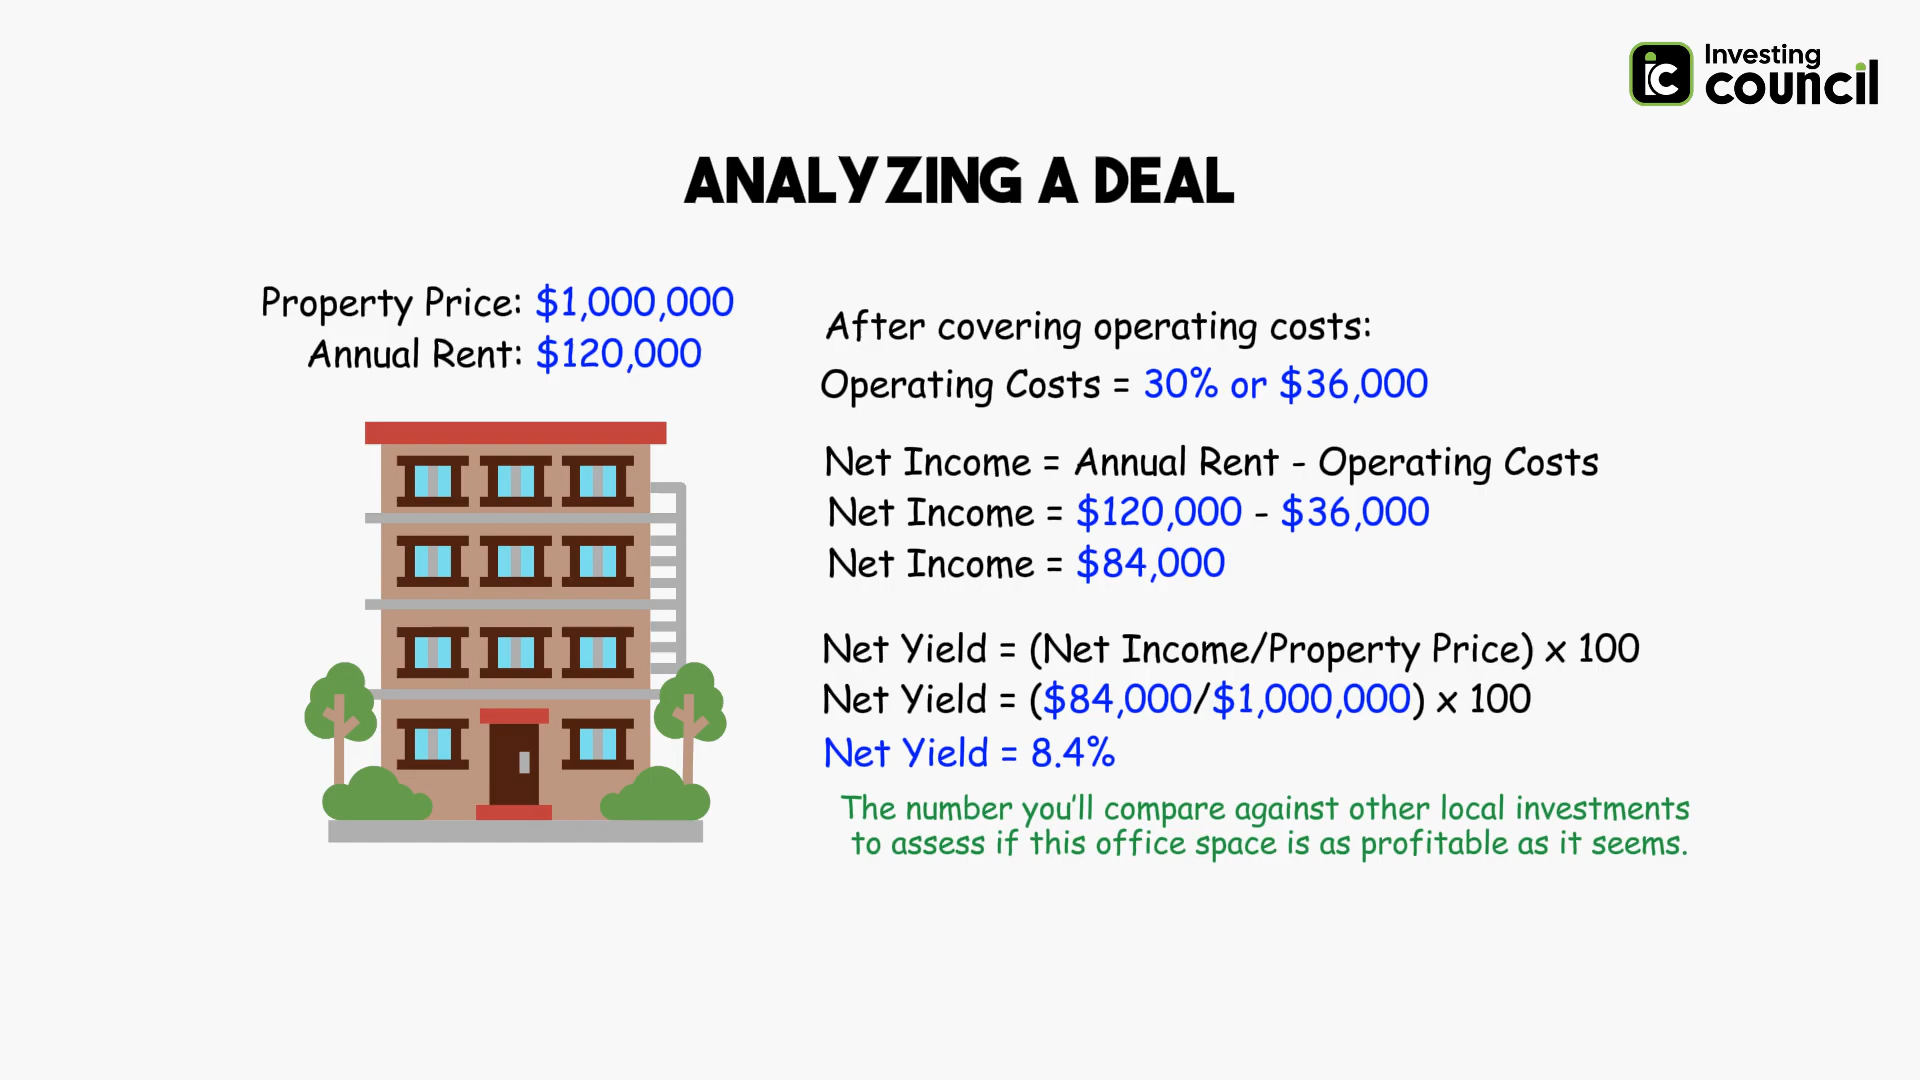 Investing
council
ANALYZING A DEAL
Property Price: $1,000,000
Annual Rent: $120,000
After covering operating costs:
Operating Costs = 30% or $36,000
Net Income = Annual Rent - Operating Costs
Net Income = $120,000 - $36,000
Net Income = $84,000
Net Yield = (Net Income/Property Price) x 100
Net Yield = ($84,000/$1,000,000) x 100
Net Yield = 8.4%
The number you'll compare against other local investments
to assess if this office space is as profitable as it seems.